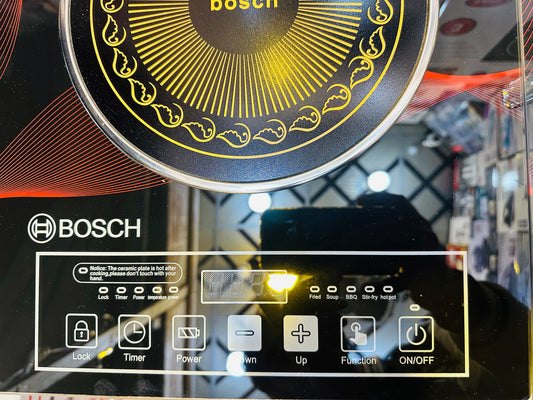 bosch
BOSCH
Notice: The ceramic plate is hot after
cooking,please don't touch with your
hand.
Lock Timer Power temperature power
Fried Soup BBQ Stir-fry hotpot
Lock Timer Power Down Up Function ON/OFF